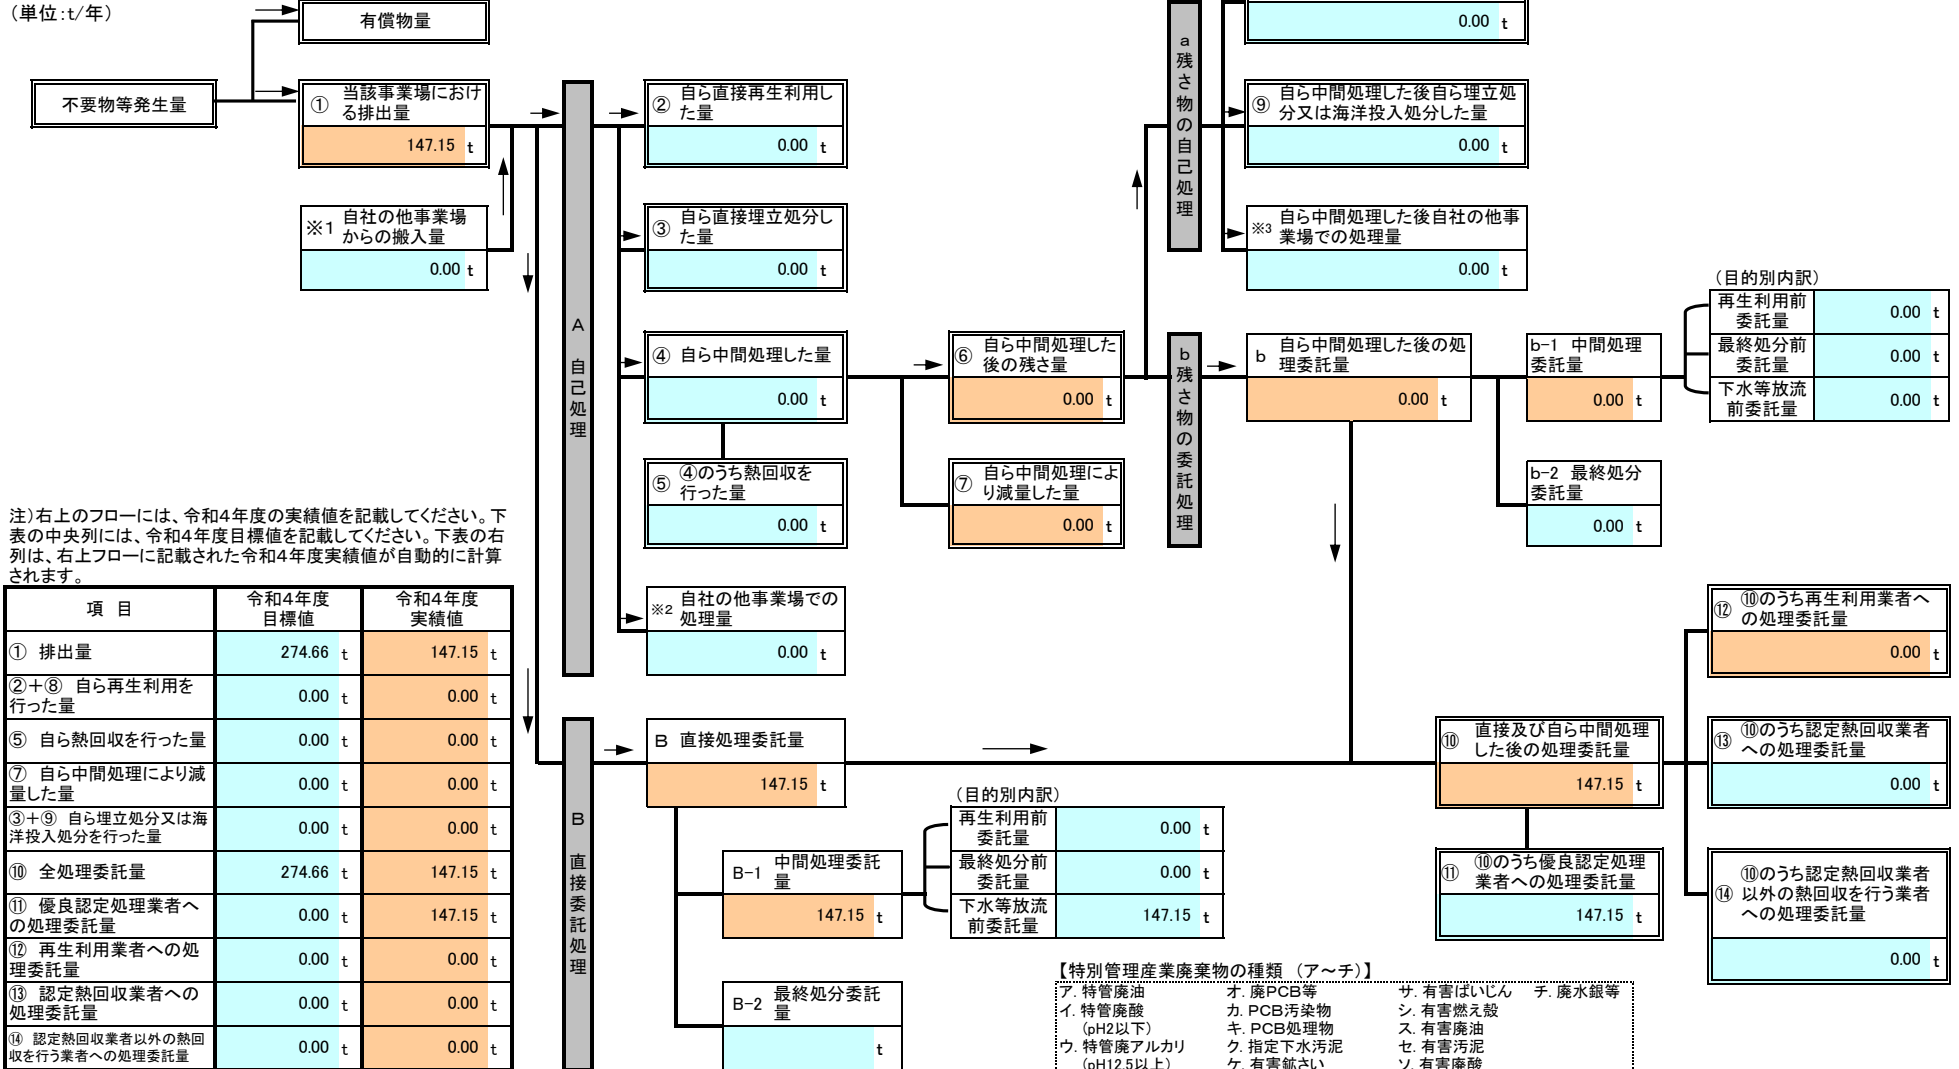 (単位:t/年)
有償物量
不要物等発生量
① 当該事業場におけ
る排出量
147.15 t
※1 自社の他事業場
からの搬入量
0.00 t
A 自己処理
② 自ら直接再生利用し
た量
0.00 t
③ 自ら直接埋立処分し
た量
0.00 t
④ 自ら中間処理した量
0.00 t
⑤ ④のうち熱回収を
行った量
0.00 t
※2 自社の他事業場での
処理量
0.00 t
⑥ 自ら中間処理した
後の残さ量
0.00 t
⑦ 自ら中間処理によ
り減量した量
0.00 t
a 残さ物の自己処理
0.00 t
⑨ 自ら中間処理した後自ら埋立処
分又は海洋投入処分した量
0.00 t
※3 自ら中間処理した後自社の他事
業場での処理量
0.00 t
b 残さ物の委託処理
b 自ら中間処理した後の処
理委託量
0.00 t
b-1 中間処理
委託量
0.00 t
b-2 最終処分
委託量
0.00 t
(目的別内訳)
再生利用前
委託量
0.00 t
最終処分前
委託量
0.00 t
下水等放流
前委託量
0.00 t
注)右上のフローには、令和4年度の実績値を記載してください。下
表の中央列には、令和4年度目標値を記載してください。下表の右
列は、右上フローに記載された令和4年度実績値が自動的に計算
されます。
項 目 令和4年度
目標値 令和4年度
実績値
① 排出量 274.66 t 147.15 t
②+⑧ 自ら再生利用を
行った量 0.00 t 0.00 t
⑤ 自ら熱回収を行った量 0.00 t 0.00 t
⑦ 自ら中間処理により減
量した量 0.00 t 0.00 t
③+⑨ 自ら埋立処分又は海
洋投入処分を行った量 0.00 t 0.00 t
⑩ 全処理委託量 274.66 t 147.15 t
⑪ 優良認定処理業者へ
の処理委託量 0.00 t 147.15 t
⑫ 再生利用業者への処
理委託量 0.00 t 0.00 t
⑬ 認定熱回収業者への
処理委託量 0.00 t 0.00 t
⑭ 認定熱回収業者以外の熱回
収を行う業者への処理委託量 0.00 t 0.00 t
B 直接委託処理
B 直接処理委託量
147.15 t
B-1 中間処理委託
量
147.15 t
B-2 最終処分委託
量
t
(目的別内訳)
再生利用前
委託量
0.00 t
最終処分前
委託量
0.00 t
下水等放流
前委託量
147.15 t
⑩ 直接及び自ら中間処理
した後の処理委託量
147.15 t
⑪ ⑩のうち優良認定処理
業者への処理委託量
147.15 t
⑫ ⑩のうち再生利用業者へ
の処理委託量
0.00 t
⑬ ⑩のうち認定熱回収業者
への処理委託量
0.00 t
⑭ ⑩のうち認定熱回収業者
以外の熱回収を行う業者
への処理委託量
0.00 t
【特別管理産業廃棄物の種類 (ア~チ)】
ア. 特管廃油 オ. 廃PCB等 サ. 有害ばいじん チ. 廃水銀等
イ. 特管廃酸 カ. PCB汚染物 シ. 有害燃え殻
(pH2以下) キ. PCB処理物 ス. 有害廃油
ウ. 特管廃アルカリ ク. 指定下水汚泥 セ. 有害汚泥
(pH12.5以上) ケ. 有害鉱さい ソ. 有害廃酸